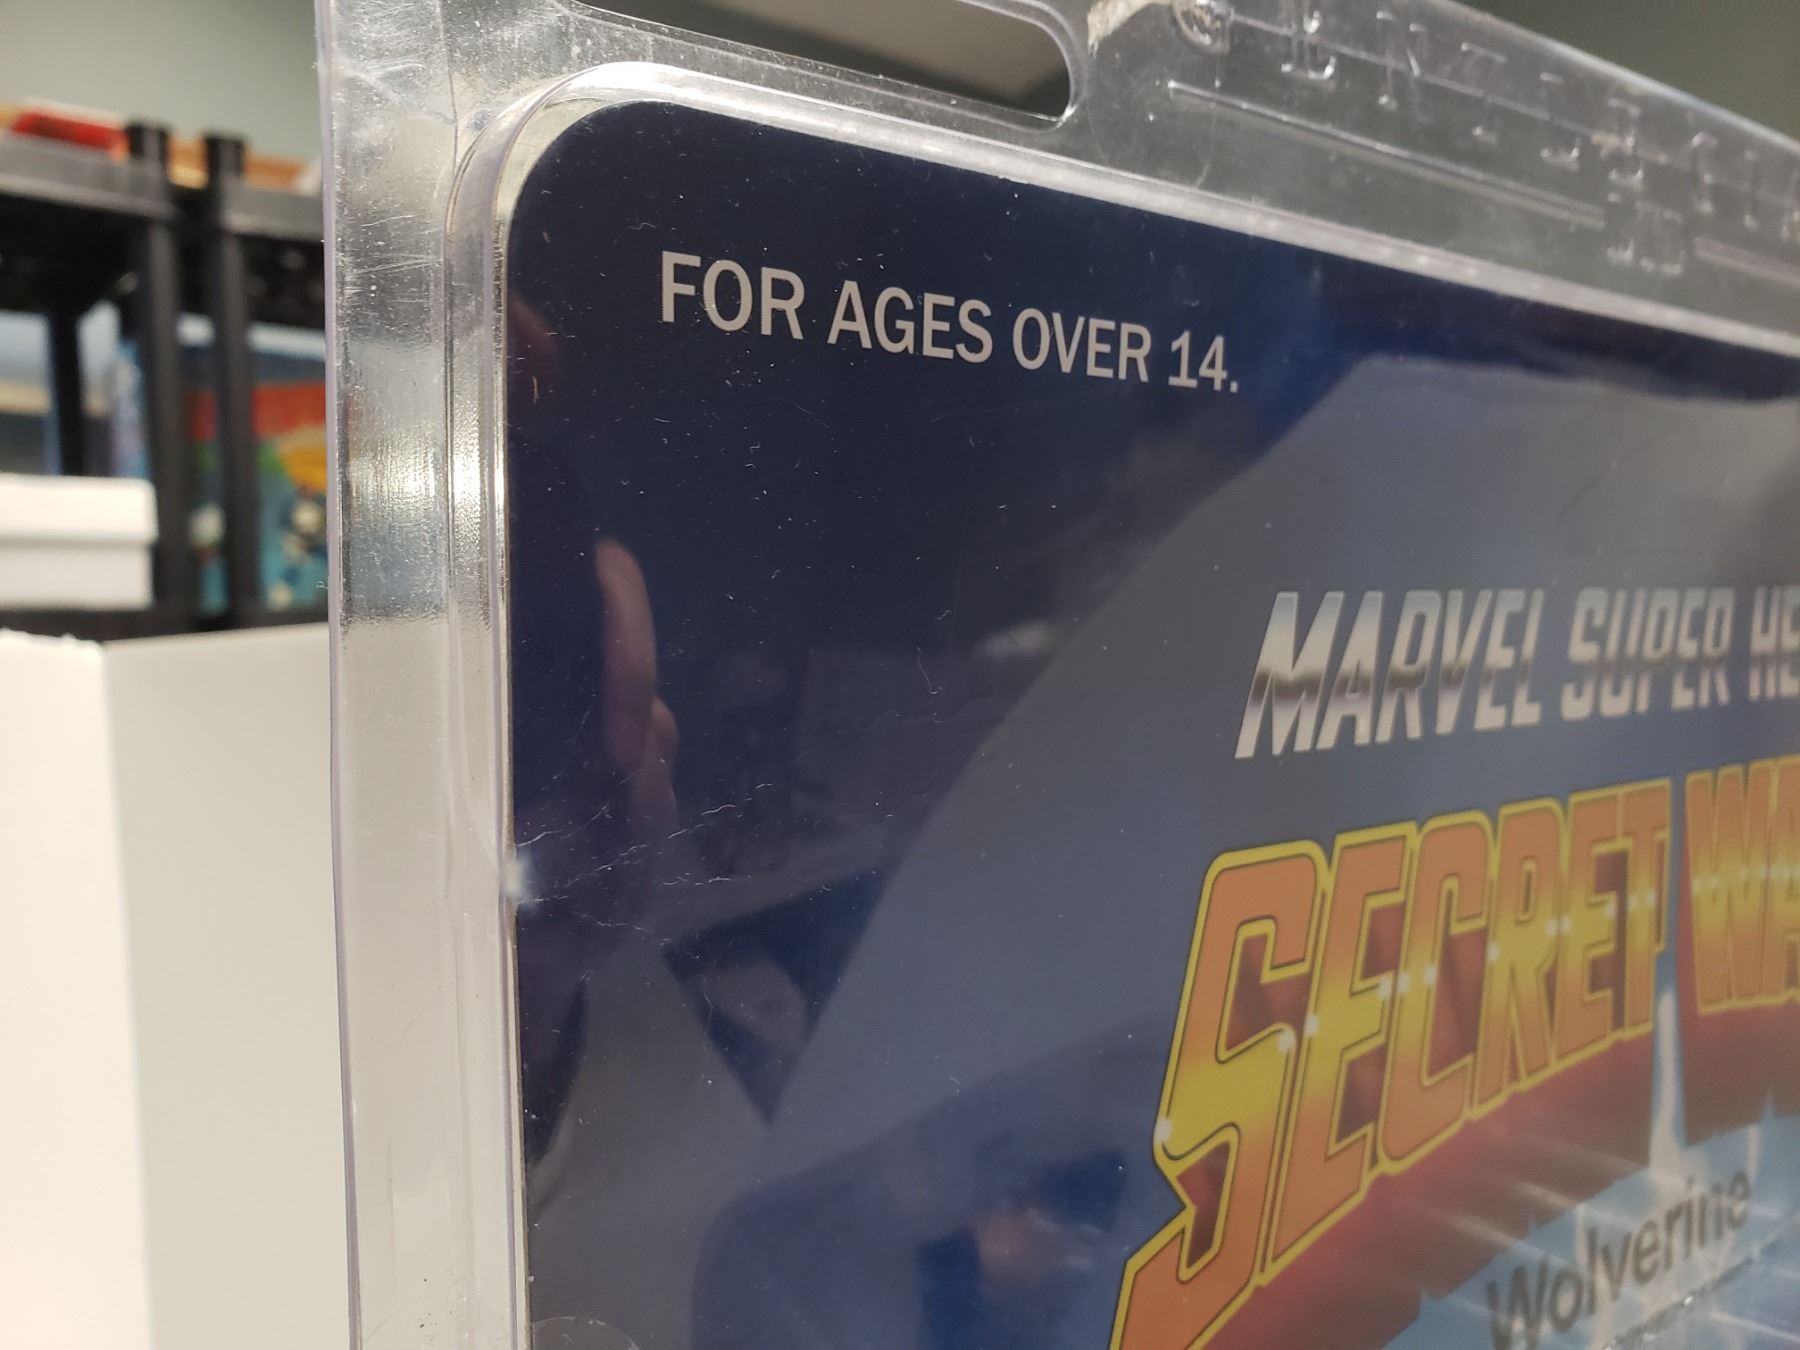 FOR AGES OVER 14.
MARVEL SUPER HE
SECRET WA
Wolverine